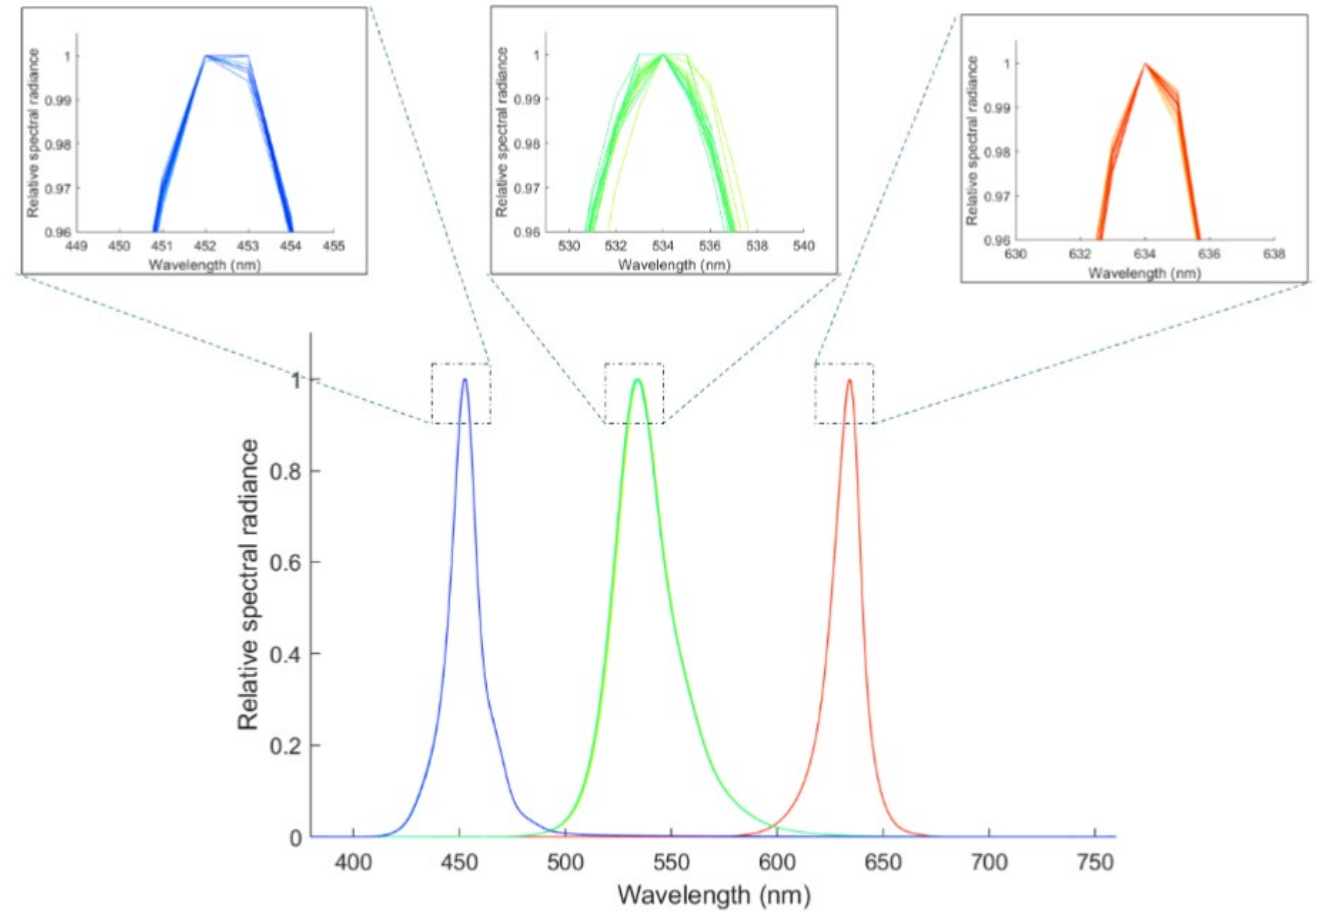 Relative spectral radiance
1
0.99
0.98
0.97
0.96
449 450 451 452 453 454 455
Wavelength (nm)
Relative spectral radiance
1
0.99
0.98
0.97
0.96
530 532 534 536 538 540
Wavelength (nm)
Relative spectral radiance
1
0.99
0.98
0.97
0.96
630 632 634 636 638
Wavelength (nm)
Relative spectral radiance
1
0.8
0.6
0.4
0.2
0
400 450 500 550 600 650 700 750
Wavelength (nm)